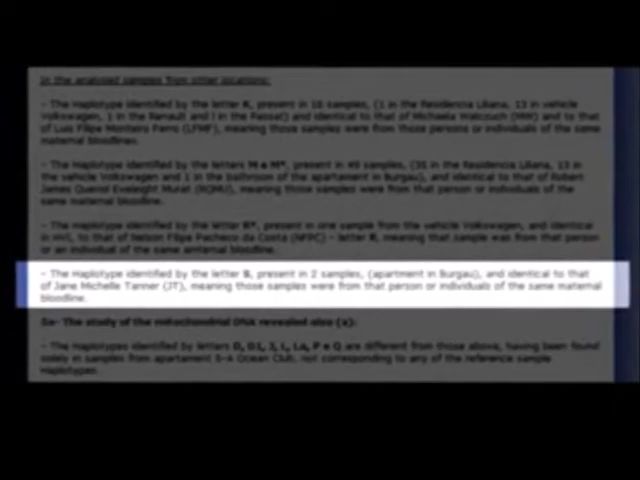 In the analysed samples from other locations:
- The Haplotype identified by the letter K, present in 16 samples, (1 in the Residencia Liliana, 13 in vehicle
Volkswagen, 1 in the Renault and l in the Passat) and identical to that of Michaela Walczuch (MW) and to that
of Luis Filipe Monteiro Ferro (LFMF), meaning those samples were from those persons or individuals of the same
maternal bloodlines.
- The Haplotype identified by the letters M e M*, present in 49 samples, (35 in the Residencia Liliana, 13 in
the vehicle Volkswagen and 1 in the bathroom of the apartament in Burgau), and identical to that of Robert
James Queriol Eveleight Murat (RQMU), meaning those samples were from that person or individuals of the
same maternal bloodline.
- The Haplotype identified by the letter R*, present in one sample from the vehicle Volkswagen, and identical
in HVI, to that of Nelson Filipe Pacheco da Costa (NFPC) - letter R, meaning that sample was from that person
or an individual of the same maternal bloodline.
- The Haplotype identified by the letter S, present in 2 samples, (apartment in Burgau), and identical to that
of Jane Michelle Tanner (JT), meaning those samples were from that person or individuals of the same maternal
bloodline.
The study of the mitochondrial DNA revealed also (a):
- The Haplotypes identified by letters D, D1, J, L, La, P e Q are different from those above, having been found
solely in samples from apartament 5-A Ocean Club, not corresponding to any of the reference sample
Haplotypes.